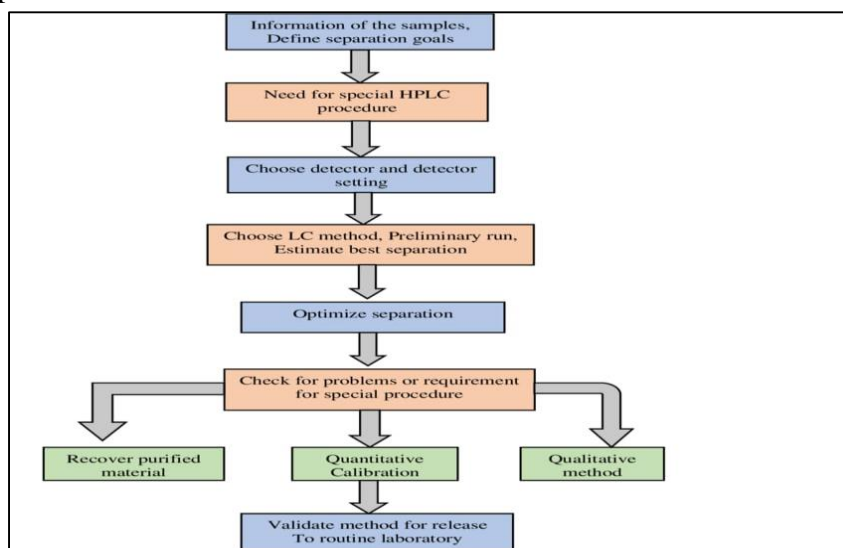 Information of the samples,
Define separation goals
Need for special HPLC
procedure
Choose detector and detector
setting
Choose LC method, Preliminary run,
Estimate best separation
Optimize separation
Check for problems or requirement
for special procedure
Recover purified
material
Quantitative
Calibration
Qualitative
method
Validate method for release
To routine laboratory